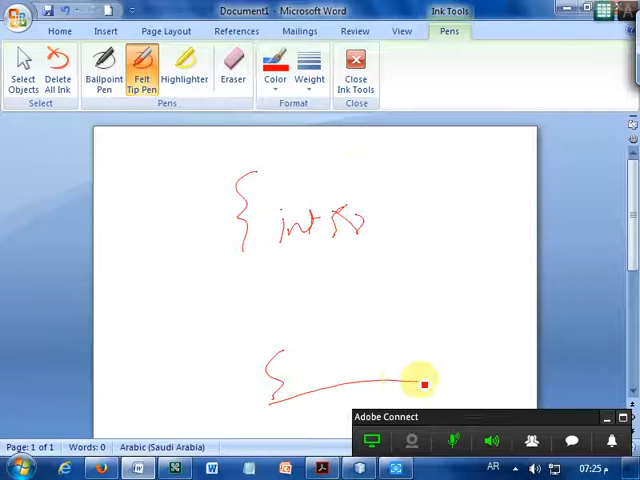 Document1 - Microsoft Word
Ink Tools
Home Insert Page Layout References Mailings Review View Pens
Select Objects
Delete All Ink
Ballpoint Pen
Felt Tip Pen
Highlighter
Eraser
Color
Weight
Close Ink Tools
Select Pens Format Close
{ int
Adobe Connect
Page: 1 of 1 Words: 0 Arabic (Saudi Arabia)
AR 07:25 م